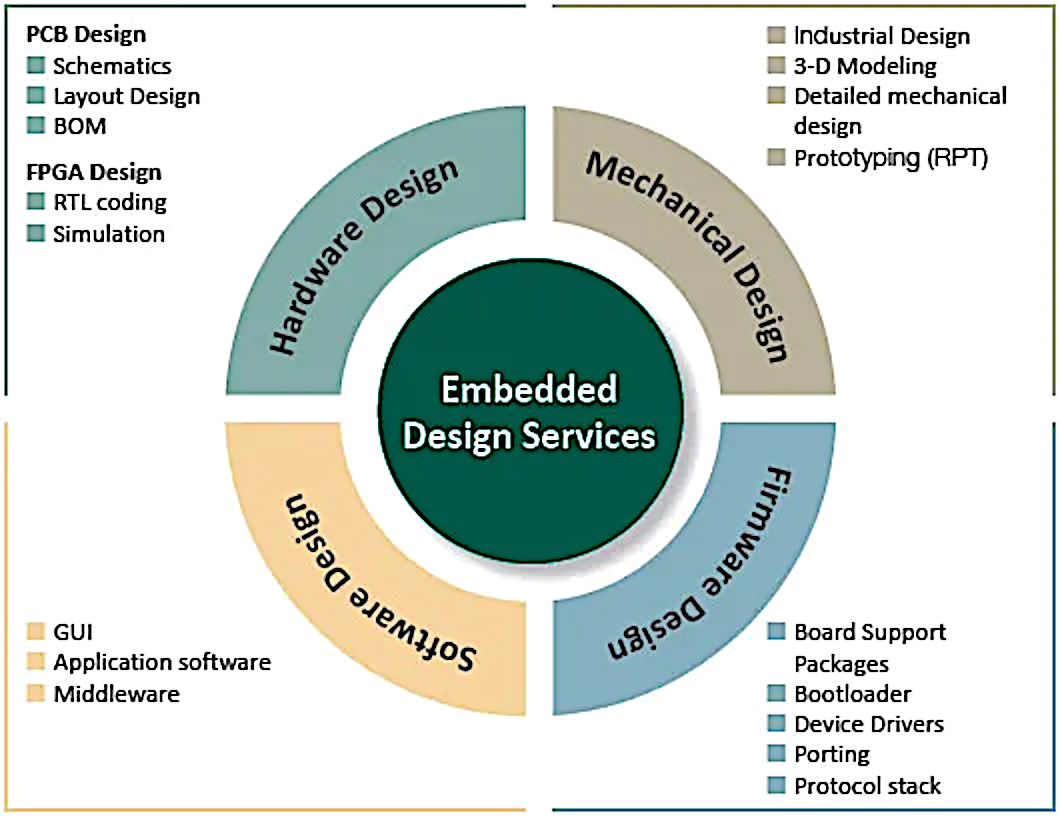 PCB Design
Schematics
Layout Design
BOM
FPGA Design
RTL coding
Simulation
Industrial Design
3-D Modeling
Detailed mechanical
design
Prototyping (RPT)
Hardware Design
Mechanical Design
Embedded
Design Services
Software Design
Firmware Design
GUI
Application software
Middleware
Board Support
Packages
Bootloader
Device Drivers
Porting
Protocol stack